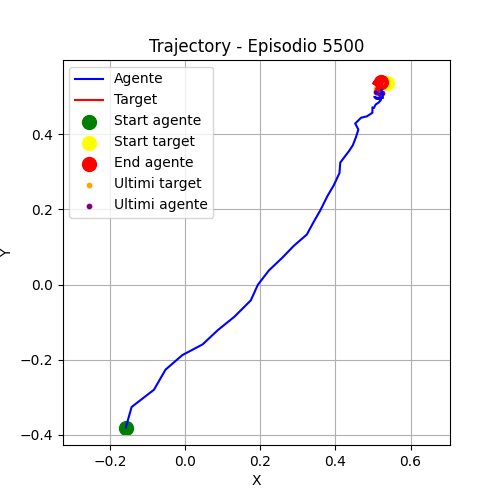 Trajectory - Episodio 5500
Agente
Target
Start agente
Start target
End agente
Ultimi target
Ultimi agente
Y
0.4
0.2
0.0
−0.2
−0.4
−0.2
0.0
0.2
0.4
0.6
X